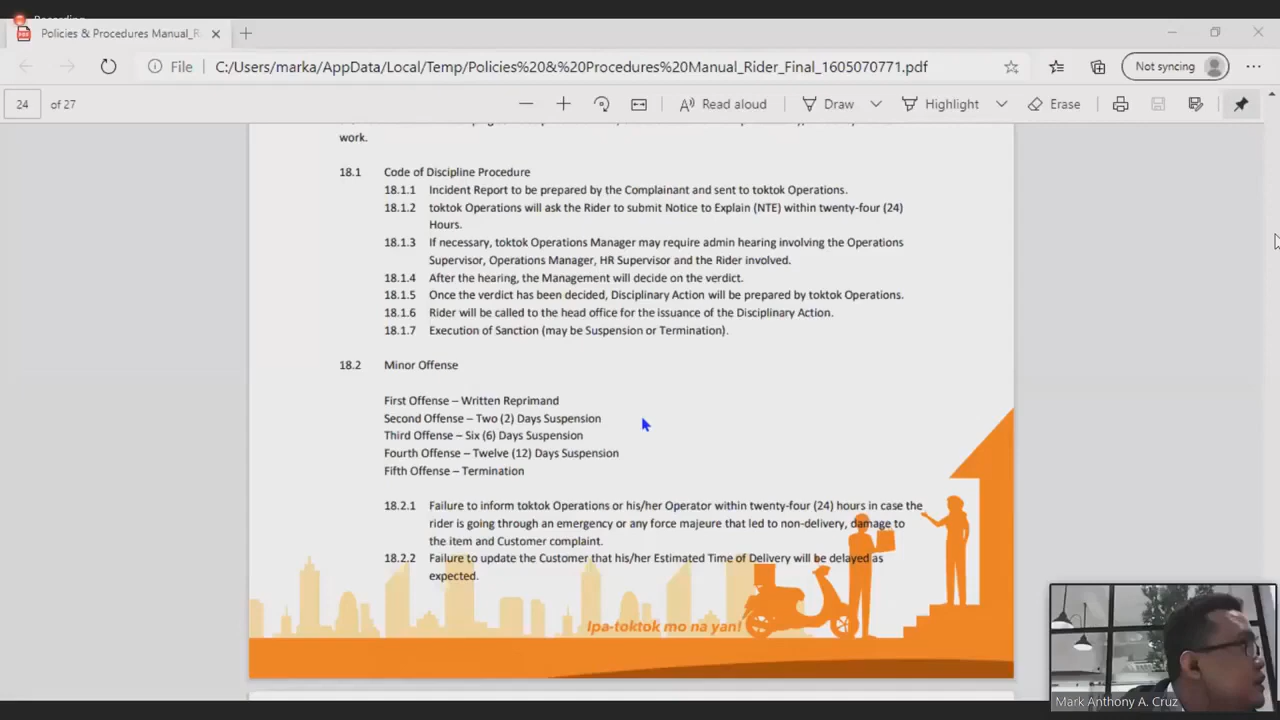 Recording
Policies & Procedures Manual_R
File
C:/Users/marka/AppData/Local/Temp/Policies%20&%20Procedures%20Manual_Rider_Final_1605070771.pdf
Not syncing
24 of 27
Read aloud
Draw
Highlight
Erase
work.
18.1 Code of Discipline Procedure
18.1.1 Incident Report to be prepared by the Complainant and sent to toktok Operations.
18.1.2 toktok Operations will ask the Rider to submit Notice to Explain (NTE) within twenty-four (24)
Hours.
18.1.3 If necessary, toktok Operations Manager may require admin hearing involving the Operations
Supervisor, Operations Manager, HR Supervisor and the Rider involved.
18.1.4 After the hearing, the Management will decide on the verdict.
18.1.5 Once the verdict has been decided, Disciplinary Action will be prepared by toktok Operations.
18.1.6 Rider will be called to the head office for the issuance of the Disciplinary Action.
18.1.7 Execution of Sanction (may be Suspension or Termination).
18.2 Minor Offense
First Offense – Written Reprimand
Second Offense – Two (2) Days Suspension
Third Offense – Six (6) Days Suspension
Fourth Offense – Twelve (12) Days Suspension
Fifth Offense – Termination
18.2.1 Failure to inform toktok Operations or his/her Operator within twenty-four (24) hours in case the
rider is going through an emergency or any force majeure that led to non-delivery, damage to
the item and Customer complaint.
18.2.2 Failure to update the Customer that his/her Estimated Time of Delivery will be delayed as
expected.
Ipa-toktok mo na yan!
Mark Anthony A. Cruz